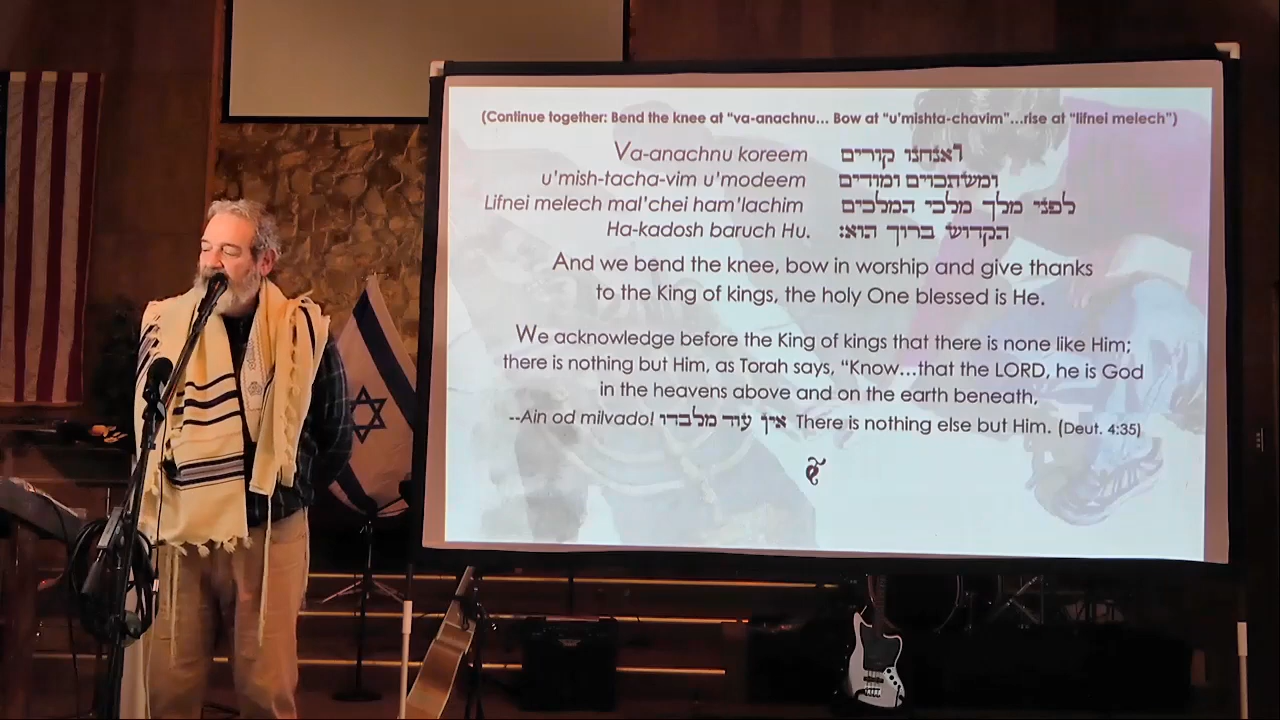 (Continue together: Bend the knee at “va-anachnu... Bow at “u’mishta-chavim”...rise at “lifnei melech”)
Va-anachnu koreem ואנחנו קורים
u’mish-tacha-vim u’modeem ומשתחוים ומודים
Lifnei melech mal’chei ham’lachim לפני מלך מלכי המלכים
Ha-kadosh baruch Hu. הקדוש ברוך הוא:
And we bend the knee, bow in worship and give thanks
to the King of kings, the holy One blessed is He.
We acknowledge before the King of kings that there is none like Him;
there is nothing but Him, as Torah says, “Know...that the LORD, he is God
in the heavens above and on the earth beneath,
--Ain od milvado! אין עוד מלבדו There is nothing else but Him. (Deut. 4:35)